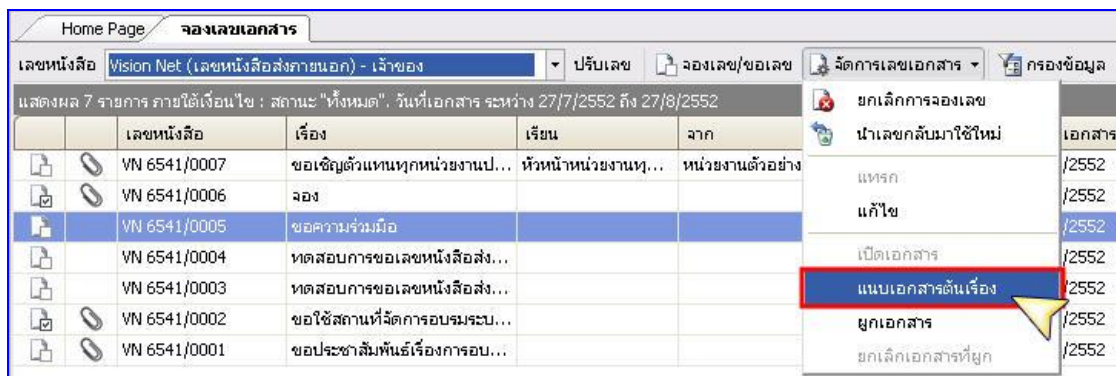 Home Page จองเลขเอกสาร
เลขหนังสือ Vision Net (เลขหนังสือส่งภายนอก) - เจ้าของ ปรับเลข จองเลข/ขอเลข จัดการเลขเอกสาร กรองข้อมูล
แสดงผล 7 รายการ ภายใต้เงื่อนไข : สถานะ "ทั้งหมด". วันที่เอกสาร ระหว่าง 27/7/2552 ถึง 27/8/2552
เลขหนังสือ เรื่อง เรียน จาก เอกสาร
VN 6541/0007 ขอเชิญตัวแทนทุกหน่วยงานป... หัวหน้าหน่วยงานทุ... หน่วยงานตัวอย่าง /2552
VN 6541/0006 จอง /2552
VN 6541/0005 ขอความร่วมมือ /2552
VN 6541/0004 ทดสอบการขอเลขหนังสือส่ง... /2552
VN 6541/0003 ทดสอบการขอเลขหนังสือส่ง... /2552
VN 6541/0002 ขอใช้สถานที่จัดการอบรมระบ... /2552
VN 6541/0001 ขอประชาสัมพันธ์เรื่องการอบ... /2552
ยกเลิกการจองเลข
นำเลขกลับมาใช้ใหม่
แทรก
แก้ไข
เปิดเอกสาร
แนบเอกสารต้นเรื่อง
ผูกเอกสาร
ยกเลิกเอกสารที่ผูก